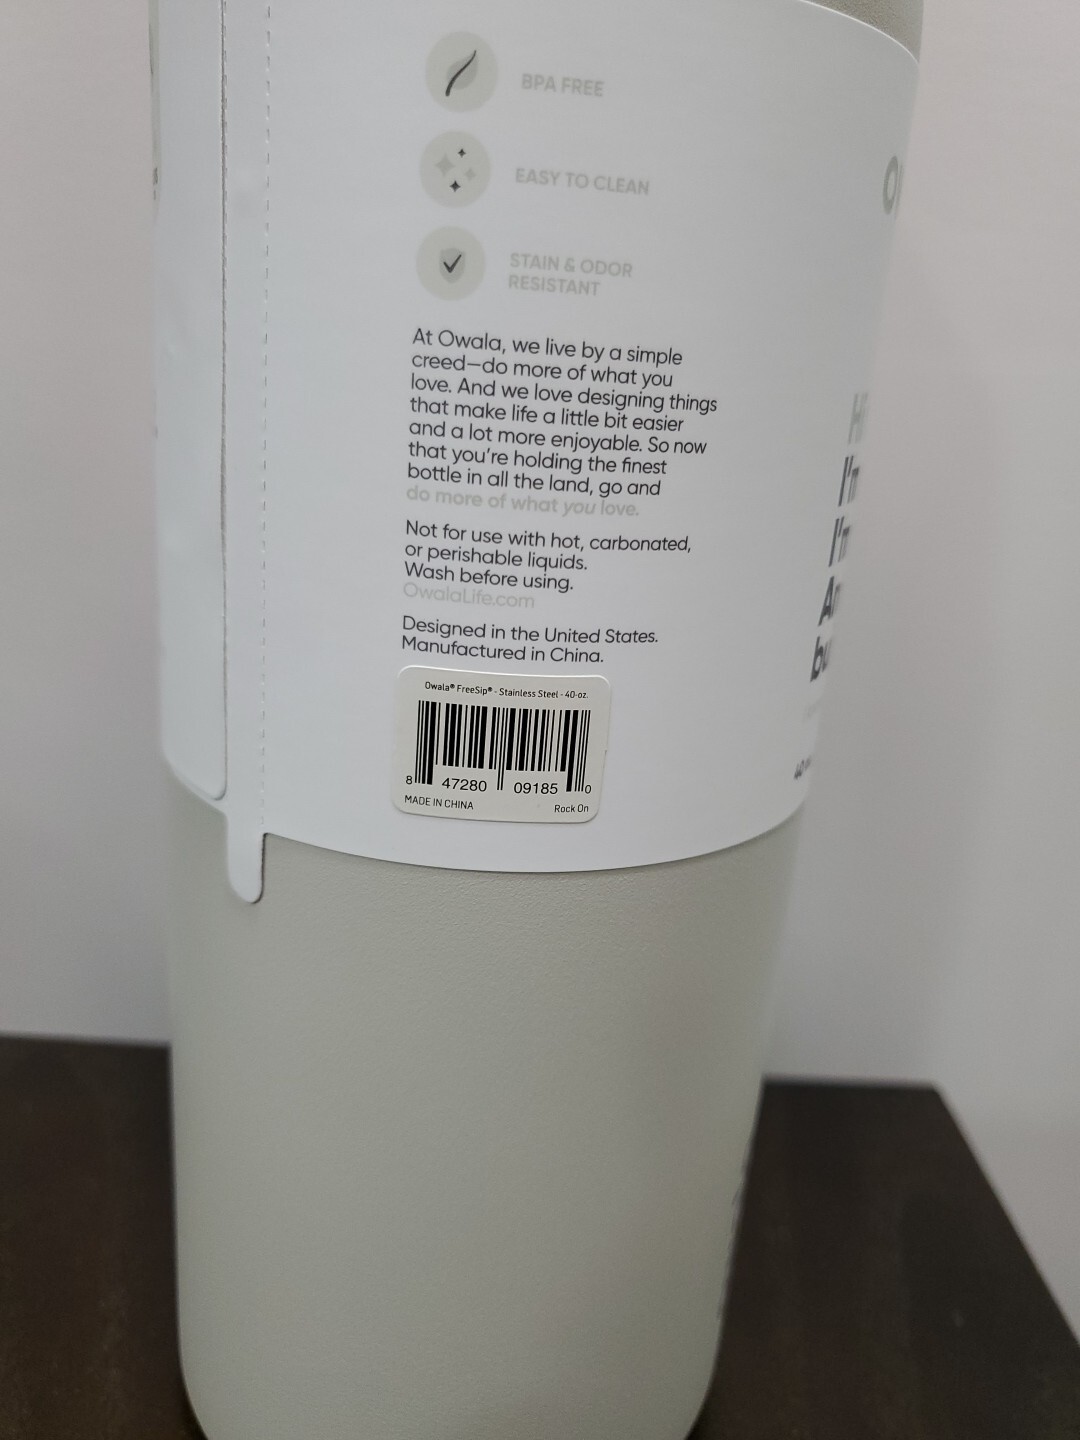 BPA FREE
EASY TO CLEAN
STAIN & ODOR
RESISTANT
At Owala, we live by a simple
creed—do more of what you
love. And we love designing things
that make life a little bit easier
and a lot more enjoyable. So now
that you're holding the finest
bottle in all the land, go and
do more of what you love.
Not for use with hot, carbonated,
or perishable liquids.
Wash before using.
OwalaLife.com
Designed in the United States.
Manufactured in China.
Owala® FreeSip® - Stainless Steel - 40-oz.
8 47280 09185 0
MADE IN CHINA
Rock On
Hi
I'm
I'm